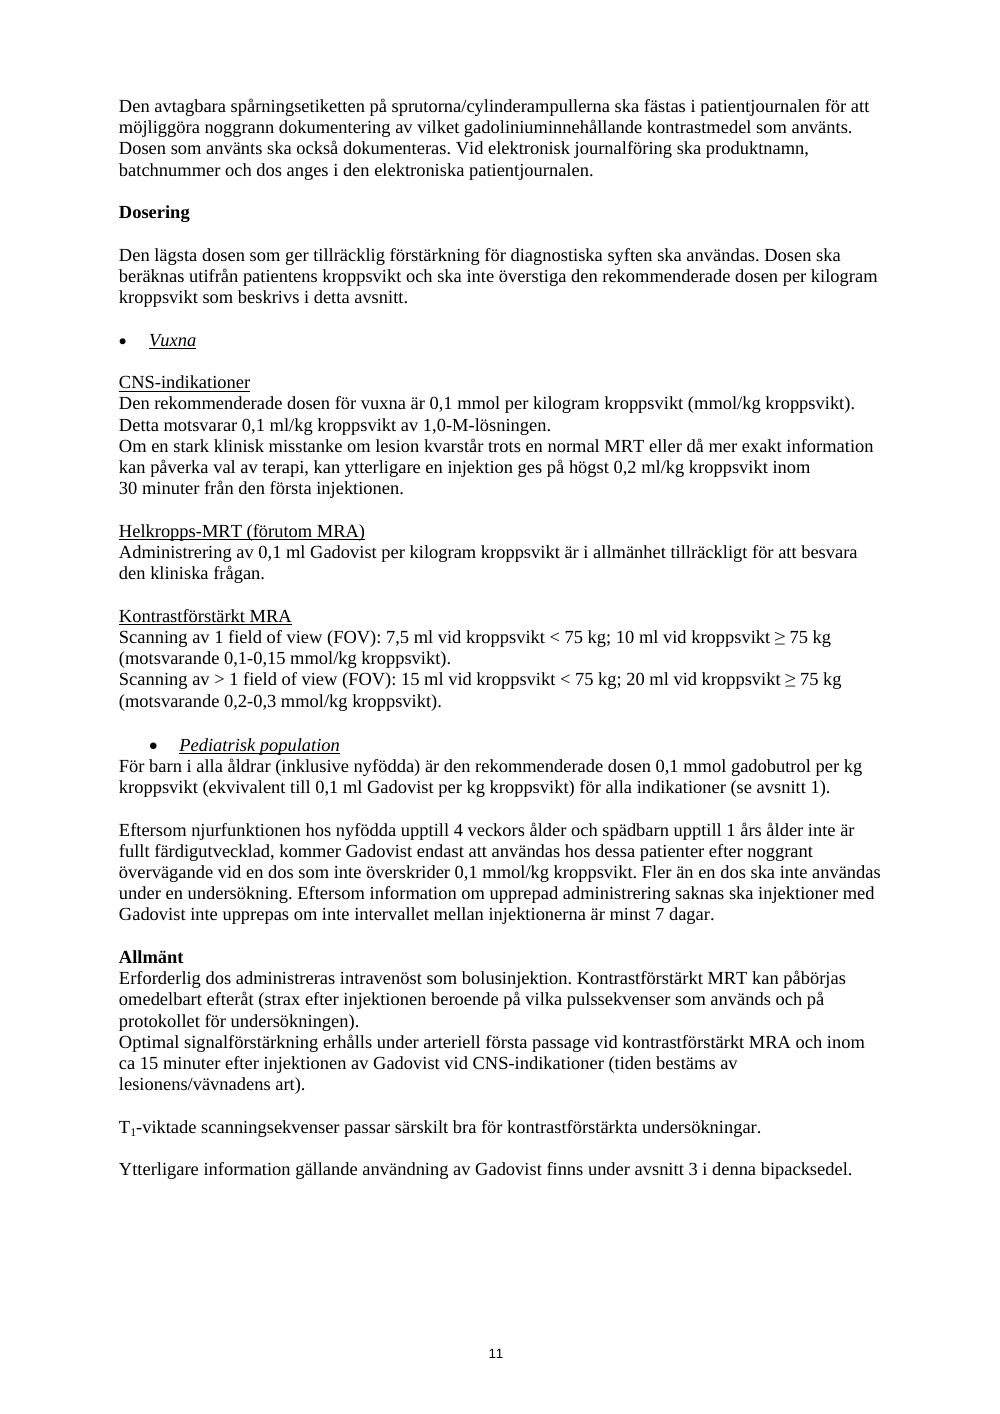 Den avtagbara spårningsetiketten på sprutorna/cylinderampullerna ska fästas i patientjournalen för att
möjliggöra noggrann dokumentering av vilket gadoliniuminnehållande kontrastmedel som använts.
Dosen som använts ska också dokumenteras. Vid elektronisk journalföring ska produktnamn,
batchnummer och dos anges i den elektroniska patientjournalen.
Dosering
Den lägsta dosen som ger tillräcklig förstärkning för diagnostiska syften ska användas. Dosen ska
beräknas utifrån patientens kroppsvikt och ska inte överstiga den rekommenderade dosen per kilogram
kroppsvikt som beskrivs i detta avsnitt.
• Vuxna
CNS-indikationer
Den rekommenderade dosen för vuxna är 0,1 mmol per kilogram kroppsvikt (mmol/kg kroppsvikt).
Detta motsvarar 0,1 ml/kg kroppsvikt av 1,0-M-lösningen.
Om en stark klinisk misstanke om lesion kvarstår trots en normal MRT eller då mer exakt information
kan påverka val av terapi, kan ytterligare en injektion ges på högst 0,2 ml/kg kroppsvikt inom
30 minuter från den första injektionen.
Helkropps-MRT (förutom MRA)
Administrering av 0,1 ml Gadovist per kilogram kroppsvikt är i allmänhet tillräckligt för att besvara
den kliniska frågan.
Kontrastförstärkt MRA
Scanning av 1 field of view (FOV): 7,5 ml vid kroppsvikt < 75 kg; 10 ml vid kroppsvikt ≥ 75 kg
(motsvarande 0,1-0,15 mmol/kg kroppsvikt).
Scanning av > 1 field of view (FOV): 15 ml vid kroppsvikt < 75 kg; 20 ml vid kroppsvikt ≥ 75 kg
(motsvarande 0,2-0,3 mmol/kg kroppsvikt).
• Pediatrisk population
För barn i alla åldrar (inklusive nyfödda) är den rekommenderade dosen 0,1 mmol gadobutrol per kg
kroppsvikt (ekvivalent till 0,1 ml Gadovist per kg kroppsvikt) för alla indikationer (se avsnitt 1).
Eftersom njurfunktionen hos nyfödda upptill 4 veckors ålder och spädbarn upptill 1 års ålder inte är
fullt färdigutvecklad, kommer Gadovist endast att användas hos dessa patienter efter noggrant
övervägande vid en dos som inte överskrider 0,1 mmol/kg kroppsvikt. Fler än en dos ska inte användas
under en undersökning. Eftersom information om upprepad administrering saknas ska injektioner med
Gadovist inte upprepas om inte intervallet mellan injektionerna är minst 7 dagar.
Allmänt
Erforderlig dos administreras intravenöst som bolusinjektion. Kontrastförstärkt MRT kan påbörjas
omedelbart efteråt (strax efter injektionen beroende på vilka pulssekvenser som används och på
protokollet för undersökningen).
Optimal signalförstärkning erhålls under arteriell första passage vid kontrastförstärkt MRA och inom
ca 15 minuter efter injektionen av Gadovist vid CNS-indikationer (tiden bestäms av
lesionens/vävnadens art).
T₁-viktade scanningsekvenser passar särskilt bra för kontrastförstärkta undersökningar.
Ytterligare information gällande användning av Gadovist finns under avsnitt 3 i denna bipacksedel.
11